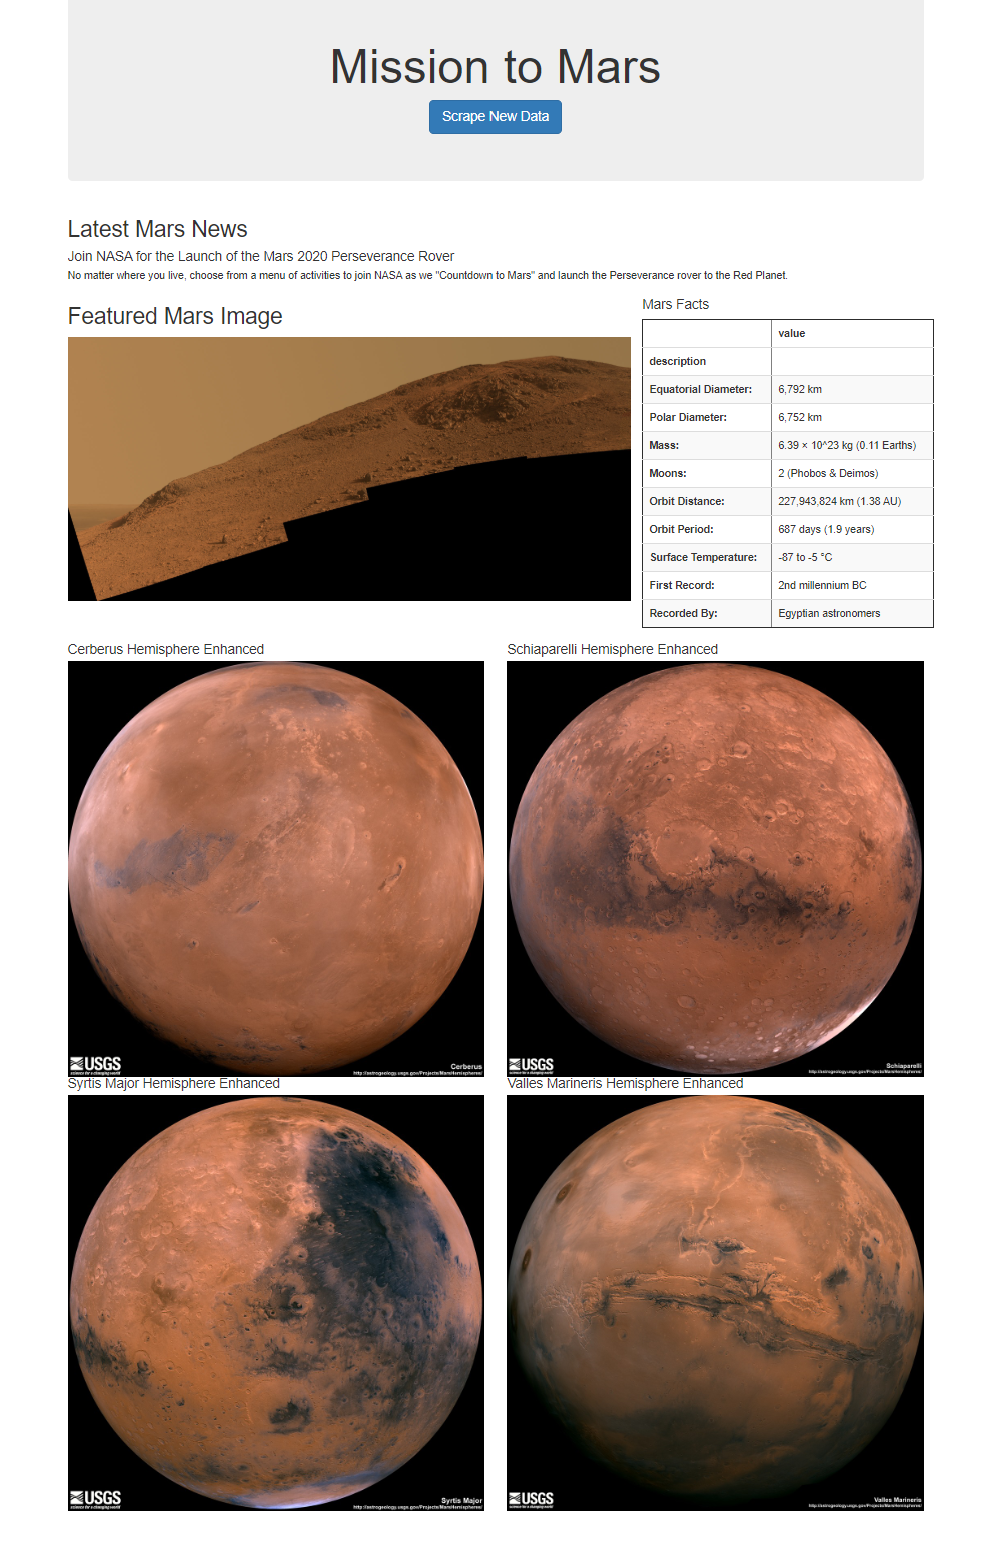 Mission to Mars
Scrape New Data
Latest Mars News
Join NASA for the Launch of the Mars 2020 Perseverance Rover
No matter where you live, choose from a menu of activities to join NASA as we "Countdown to Mars" and launch the Perseverance rover to the Red Planet.
Featured Mars Image
Mars Facts
value
description
Equatorial Diameter: 6,792 km
Polar Diameter: 6,752 km
Mass: 6.39 × 10^23 kg (0.11 Earths)
Moons: 2 (Phobos & Deimos)
Orbit Distance: 227,943,824 km (1.38 AU)
Orbit Period: 687 days (1.9 years)
Surface Temperature: -87 to -5 °C
First Record: 2nd millennium BC
Recorded By: Egyptian astronomers
Cerberus Hemisphere Enhanced
USGS
science for a changing world
Cerberus
http://astrogeology.usgs.gov/Projects/MarsHemispheres/
Schiaparelli Hemisphere Enhanced
USGS
science for a changing world
Schiaparelli
http://astrogeology.usgs.gov/Projects/MarsHemispheres/
Syrtis Major Hemisphere Enhanced
USGS
science for a changing world
Syrtis Major
http://astrogeology.usgs.gov/Projects/MarsHemispheres/
Valles Marineris Hemisphere Enhanced
USGS
science for a changing world
Valles Marineris
http://astrogeology.usgs.gov/Projects/MarsHemispheres/